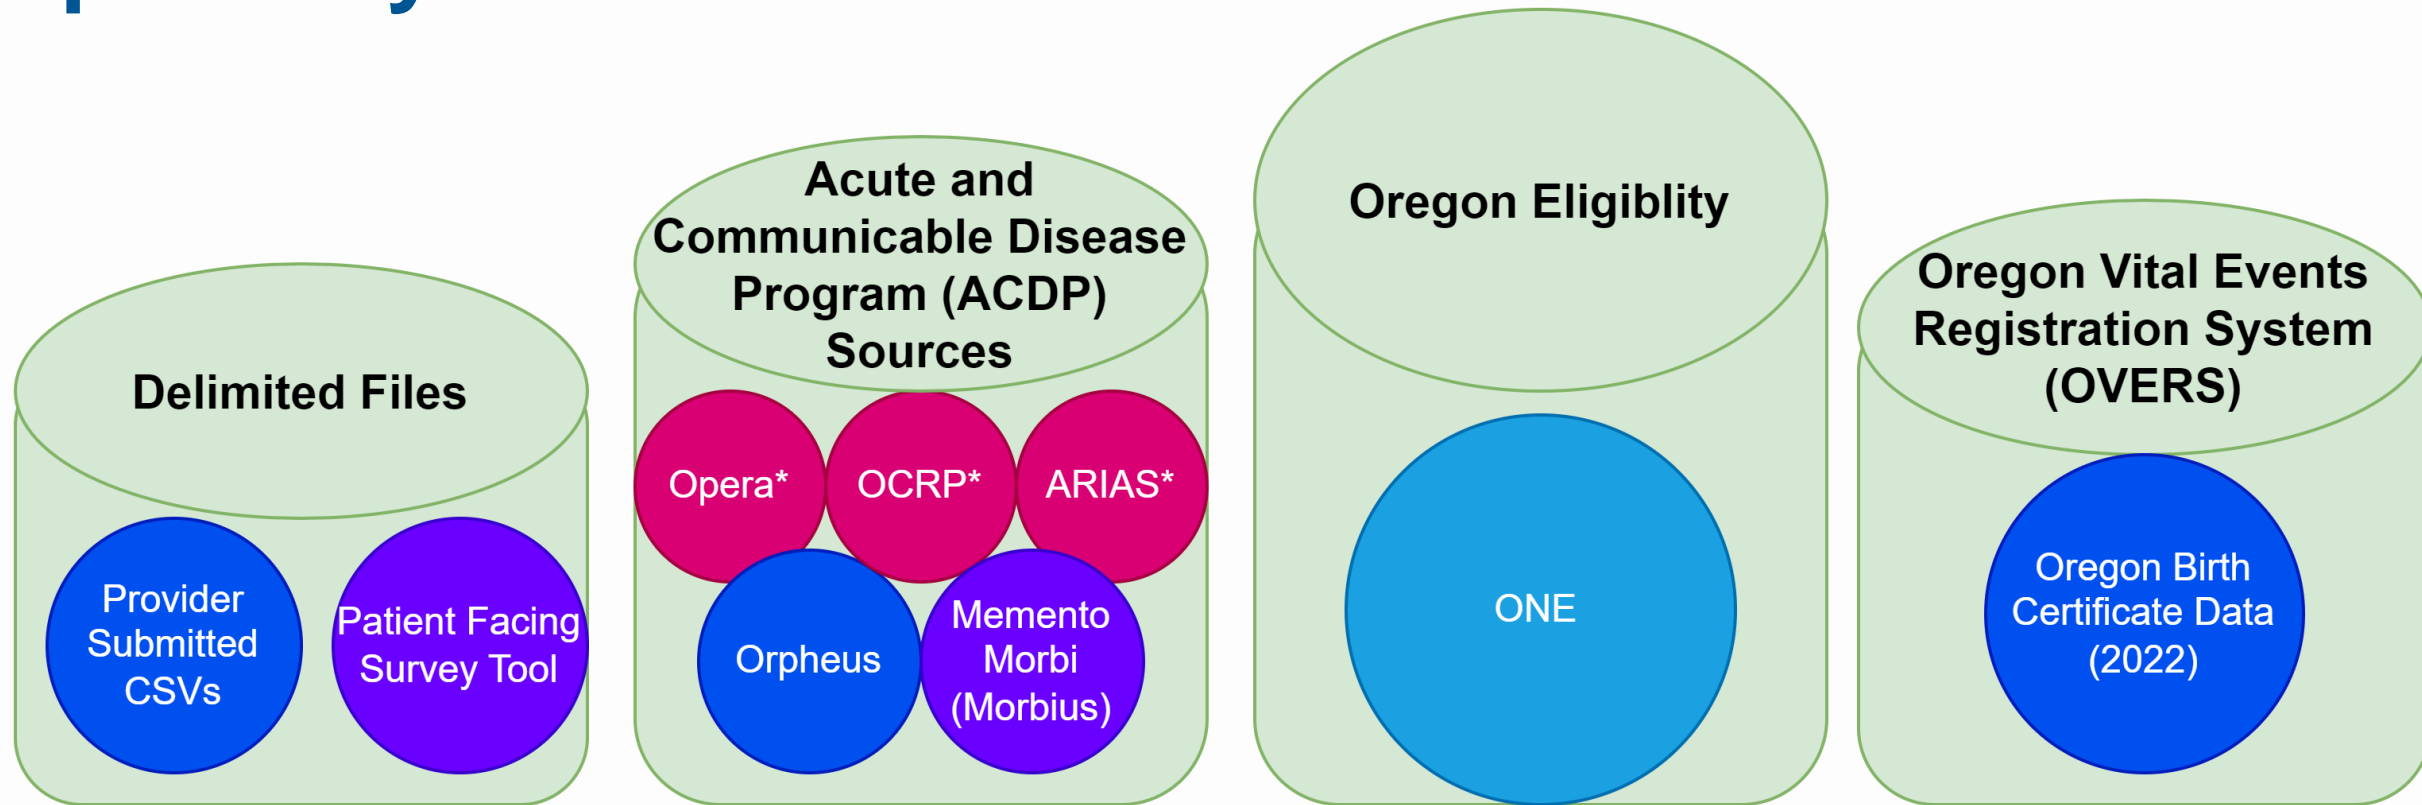 Delimited Files
Provider
Submitted
CSVs
Patient Facing
Survey Tool
Acute and
Communicable Disease
Program (ACDP)
Sources
Opera*
OCRP*
ARIAS*
Orpheus
Memento
Morbi
(Morbius)
Oregon Eligiblity
ONE
Oregon Vital Events
Registration System
(OVERS)
Oregon Birth
Certificate Data
(2022)